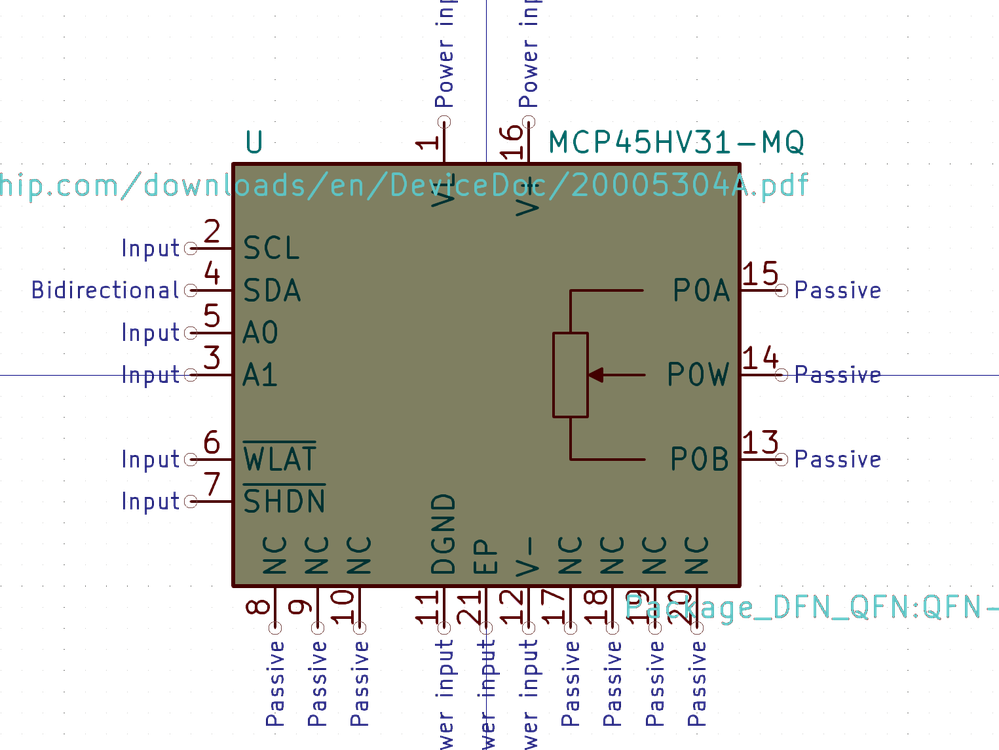 Power inp
Power inp
1
16
U
MCP45HV31-MQ
hip.com/downloads/en/DeviceDoc/20005304A.pdf
VL
V+
Input 2 SCL
Bidirectional 4 SDA
Input 5 A0
Input 3 A1
Input 6 WLAT
Input 7 SHDN
P0A 15 Passive
P0W 14 Passive
P0B 13 Passive
NC
NC
NC
DGND
EP
V-
NC
NC
NC
NC
8
9
10
11
21
12
17
18
19
20
Package_DFN_QFN:QFN-
Passive
Passive
Passive
wer input
wer input
wer input
Passive
Passive
Passive
Passive